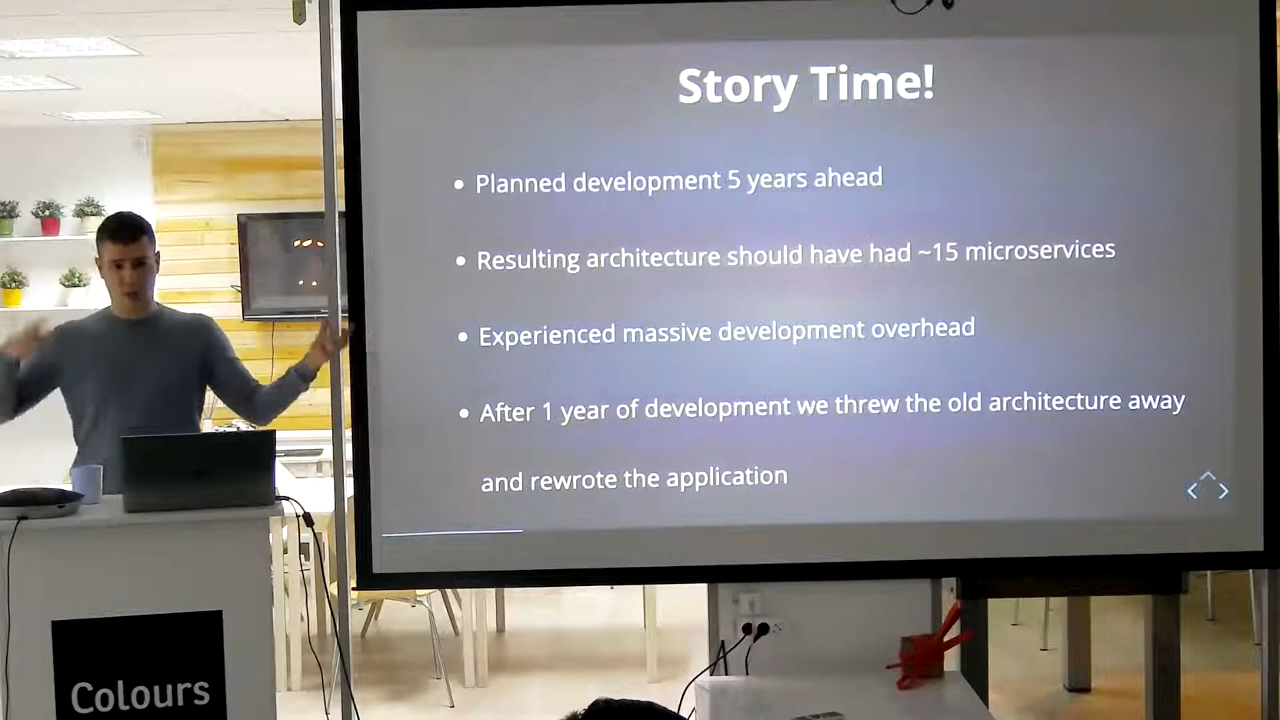 Story Time!
Planned development 5 years ahead
Resulting architecture should have had ~15 microservices
Experienced massive development overhead
After 1 year of development we threw the old architecture away
and rewrote the application
Colours